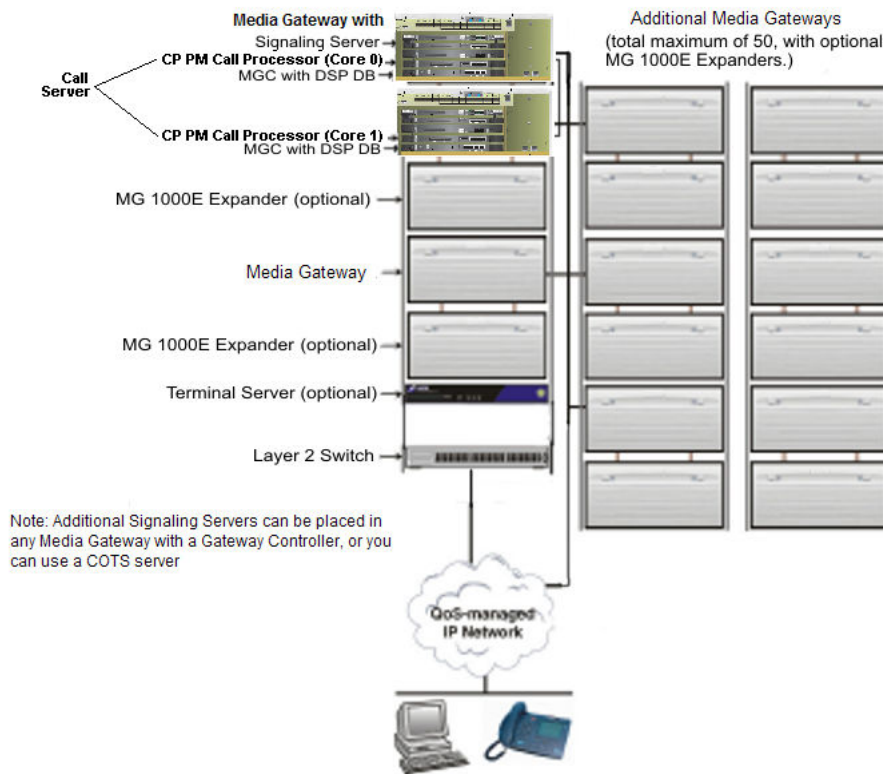 Media Gateway with
Signaling Server
CP PM Call Processor (Core 0)
MGC with DSP DB
Call
Server
CP PM Call Processor (Core 1)
MGC with DSP DB
MG 1000E Expander (optional)
Media Gateway
MG 1000E Expander (optional)
Terminal Server (optional)
Layer 2 Switch
Additional Media Gateways
(total maximum of 50, with optional
MG 1000E Expanders.)
Note: Additional Signaling Servers can be placed in
any Media Gateway with a Gateway Controller, or you
can use a COTS server
QoS-managed
IP Network